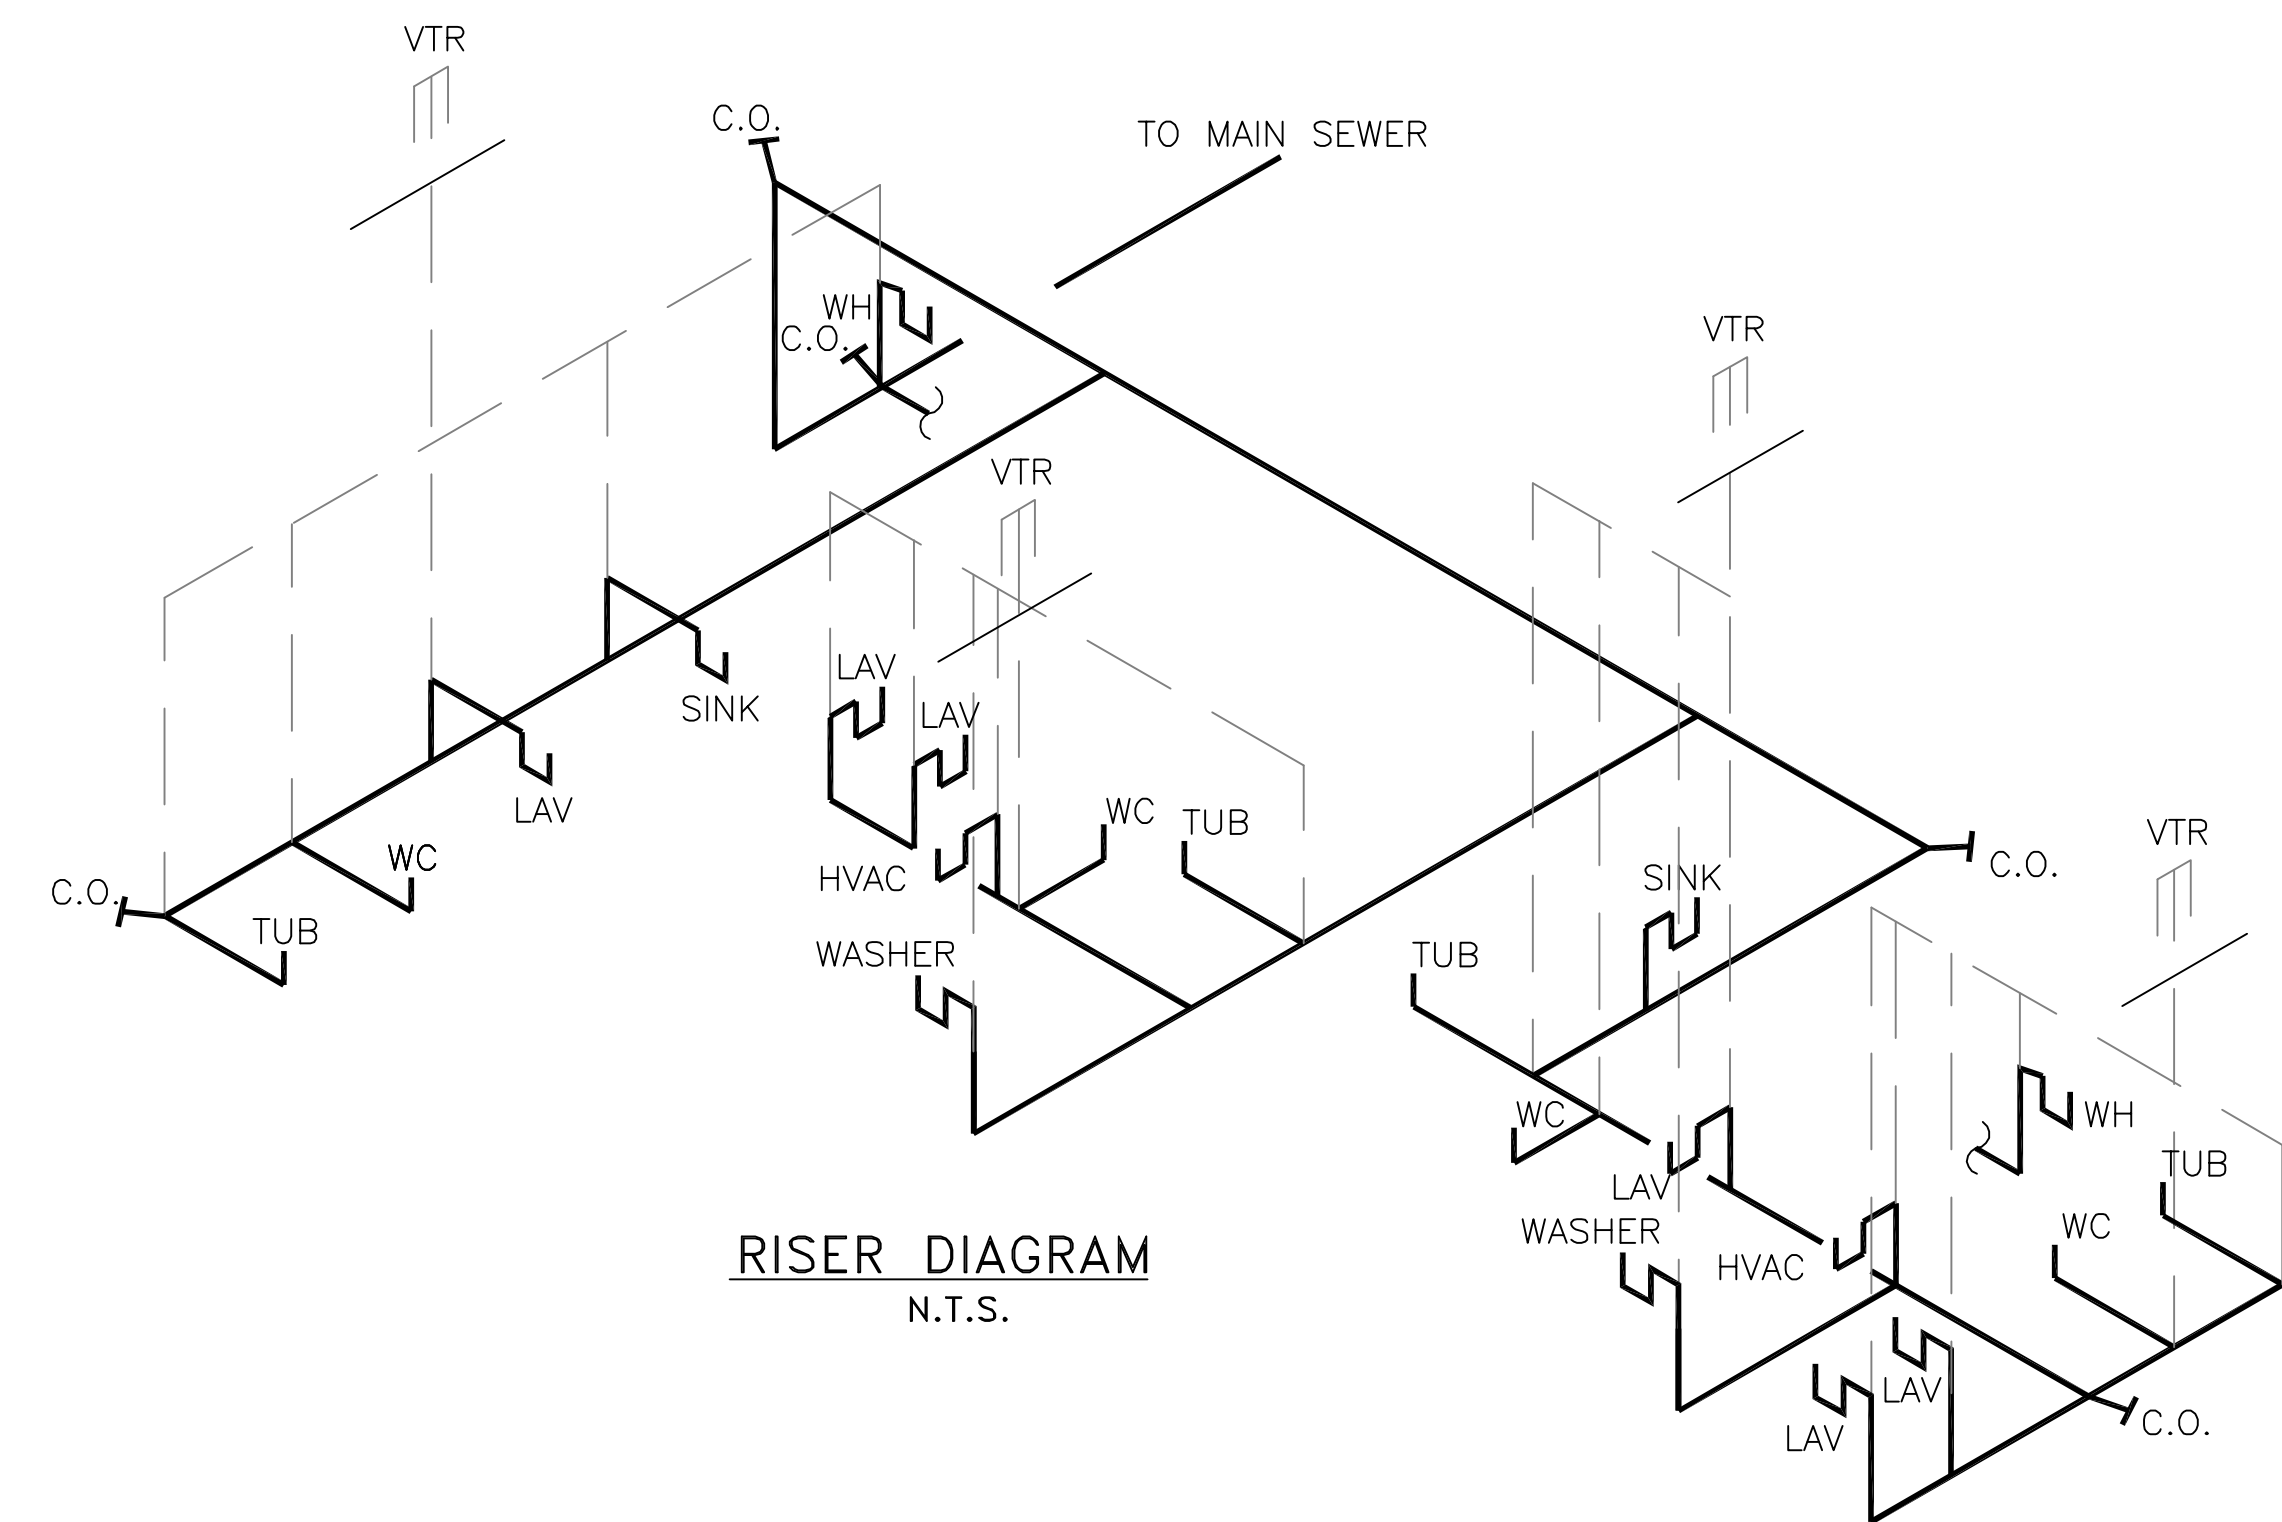 VTR
C.O.
TO MAIN SEWER
WH
C.O.
VTR
VTR
LAV
SINK
LAV
LAV
WC
TUB
VTR
WC
HVAC
SINK
C.O.
C.O.
TUB
WASHER
TUB
WC
WH
TUB
LAV
WASHER
HVAC
WC
LAV
LAV
C.O.
RISER DIAGRAM
N.T.S.